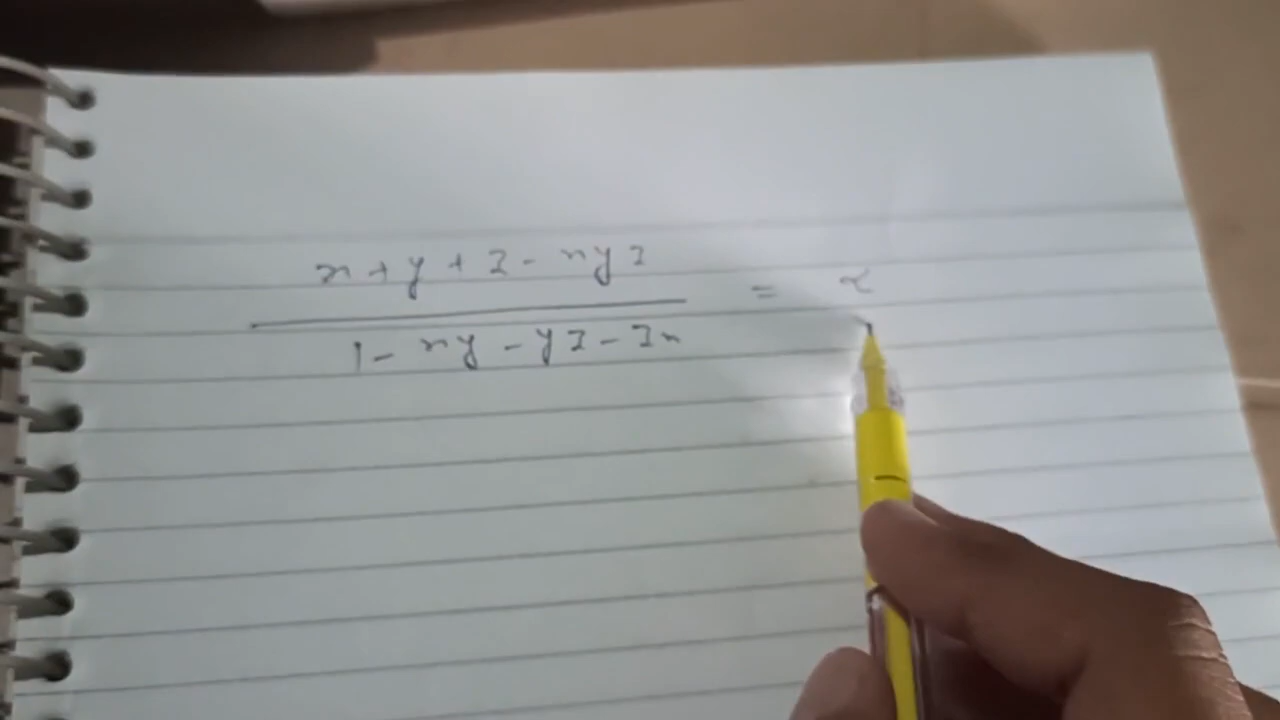 x + y + z - xyz
= 2
1 - xy - yz - zx